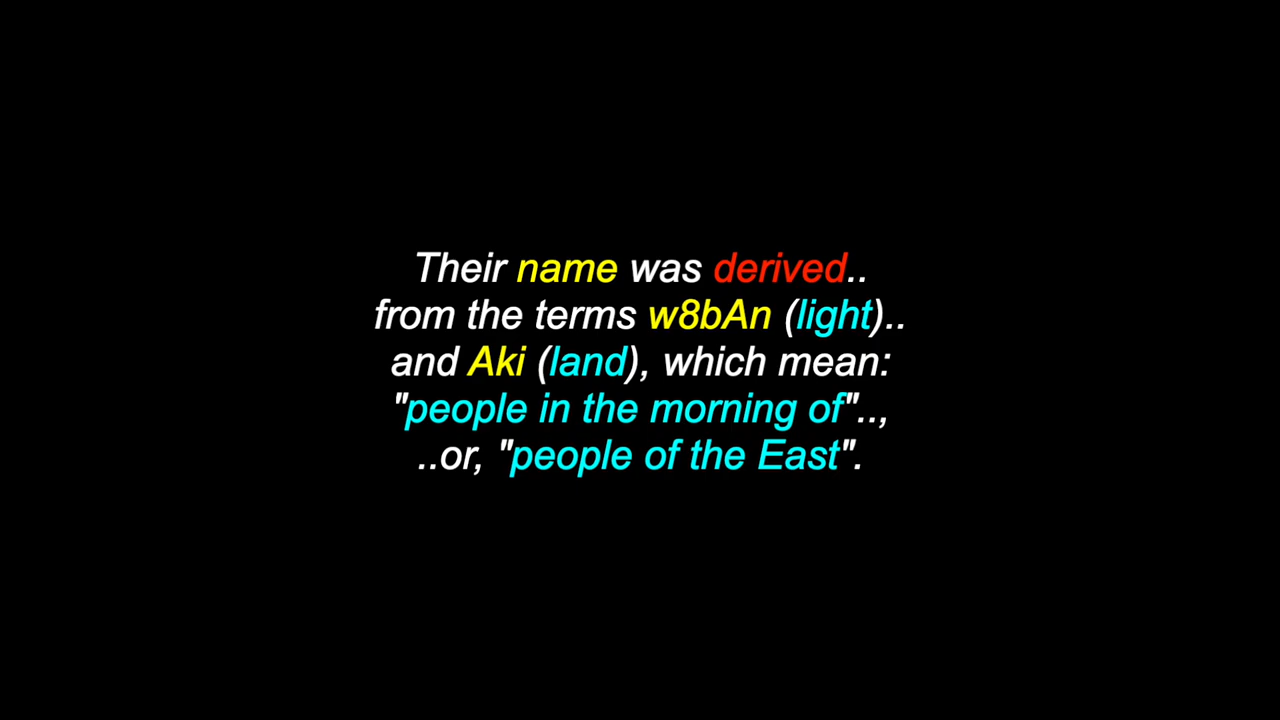 Their name was derived..
from the terms w8bAn (light)..
and Aki (land), which mean:
"people in the morning of"..,
..or, "people of the East".